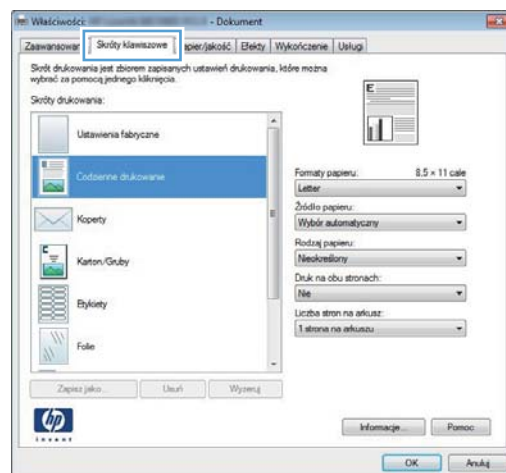 Właściwości:
- Dokument
Zaawansowan
Skróty klawiszowe
apier/jakość
Efekty
Wykończenie
Usługi
Skrót drukowania jest zbiorem zapisanych ustawień drukowania, które można
wybrać za pomocą jednego kliknięcia.
Skróty drukowania:
Ustawienia fabryczne
Codzienne drukowanie
Koperty
Karton/Gruby
Etykiety
Folie
Zapisz jako...
Usuń
Wyzeruj
E
Formaty papieru:
8.5 × 11 cale
Letter
Źródło papieru:
Wybór automatyczny
Rodzaj papieru:
Nieokreślony
Druk na obu stronach:
Nie
Liczba stron na arkusz:
1 strona na arkuszu
hp
invent
Informacje...
Pomoc
OK
Anuluj